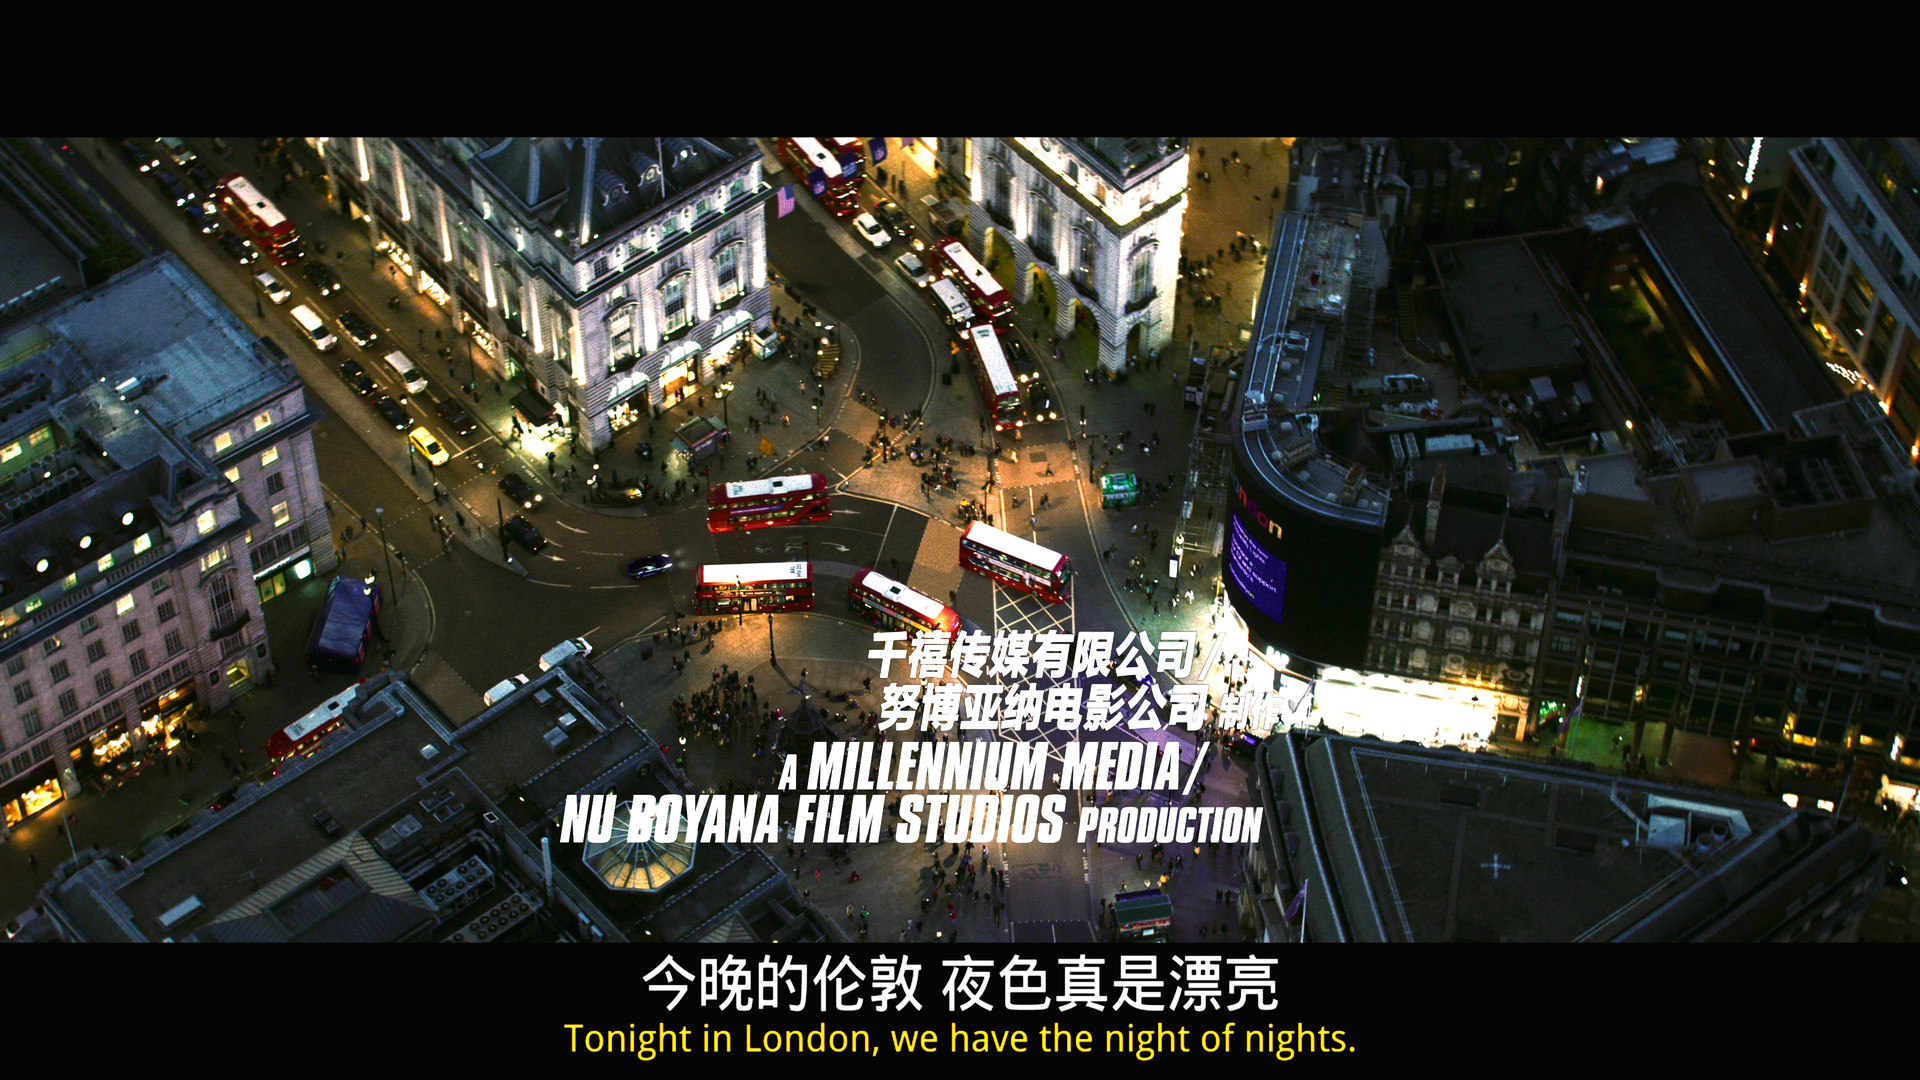 千禧传媒有限公司/
努博亚纳电影公司 制作
A MILLENNIUM MEDIA/
NU BOYANA FILM STUDIOS PRODUCTION
今晚的伦敦 夜色真是漂亮
Tonight in London, we have the night of nights.